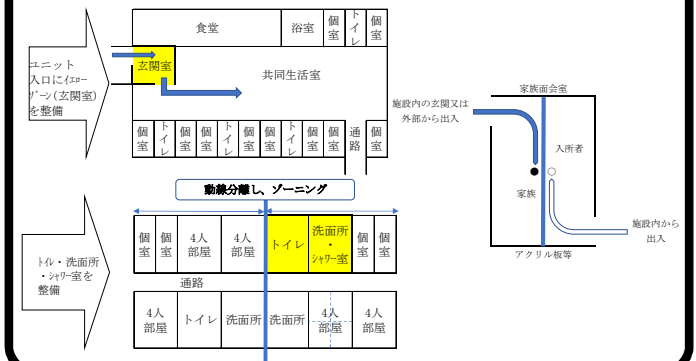 ユニット
入口にイエロー
ゾーン(玄関室)
を整備
食堂
浴室
個室
トイレ
個室
玄関室
共同生活室
個室
トイレ
個室
個室
トイレ
個室
個室
トイレ
個室
個室
通路
個室
家族面会室
施設内の玄関又は
外部から出入
入所者
家族
施設内から
出入
アクリル板等
動線分離し、ゾーニング
トイレ・洗面所
・シャワー室を
整備
個室
個室
4人
部屋
4人
部屋
トイレ
洗面所
・
シャワー室
個室
個室
通路
4人
部屋
トイレ
洗面所
洗面所
4人
部屋
4人
部屋